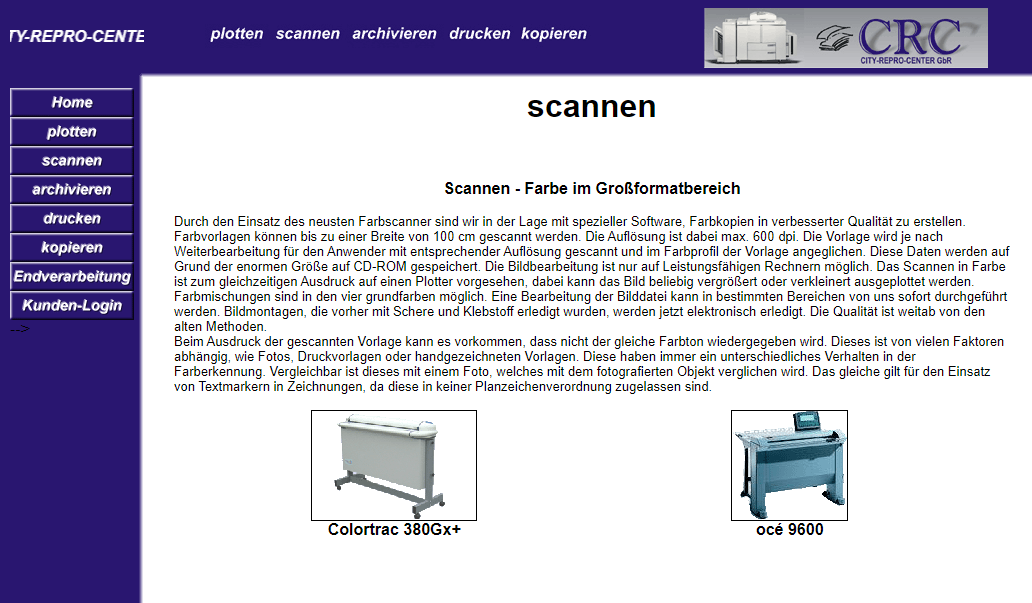 TY-REPRO-CENTE
plotten scannen archivieren drucken kopieren
CRC
CITY-REPRO-CENTER GbR
Home
plotten
scannen
archivieren
drucken
kopieren
Endverarbeitung
Kunden-Login
-->
scannen
Scannen - Farbe im Großformatbereich
Durch den Einsatz des neusten Farbscanner sind wir in der Lage mit spezieller Software, Farbkopien in verbesserter Qualität zu erstellen.
Farbvorlagen können bis zu einer Breite von 100 cm gescannt werden. Die Auflösung ist dabei max. 600 dpi. Die Vorlage wird je nach
Weiterbearbeitung für den Anwender mit entsprechender Auflösung gescannt und im Farbprofil der Vorlage angeglichen. Diese Daten werden auf
Grund der enormen Größe auf CD-ROM gespeichert. Die Bildbearbeitung ist nur auf Leistungsfähigen Rechnern möglich. Das Scannen in Farbe
ist zum gleichzeitigen Ausdruck auf einen Plotter vorgesehen, dabei kann das Bild beliebig vergrößert oder verkleinert ausgeplottet werden.
Farbmischungen sind in den vier grundfarben möglich. Eine Bearbeitung der Bilddatei kann in bestimmten Bereichen von uns sofort durchgeführt
werden. Bildmontagen, die vorher mit Schere und Klebstoff erledigt wurden, werden jetzt elektronisch erledigt. Die Qualität ist weitab von den
alten Methoden.
Beim Ausdruck der gescannten Vorlage kann es vorkommen, dass nicht der gleiche Farbton wiedergegeben wird. Dieses ist von vielen Faktoren
abhängig, wie Fotos, Druckvorlagen oder handgezeichneten Vorlagen. Diese haben immer ein unterschiedliches Verhalten in der
Farberkennung. Vergleichbar ist dieses mit einem Foto, welches mit dem fotografierten Objekt verglichen wird. Das gleiche gilt für den Einsatz
von Textmarkern in Zeichnungen, da diese in keiner Planzeichenverordnung zugelassen sind.
Colortrac 380Gx+
océ 9600